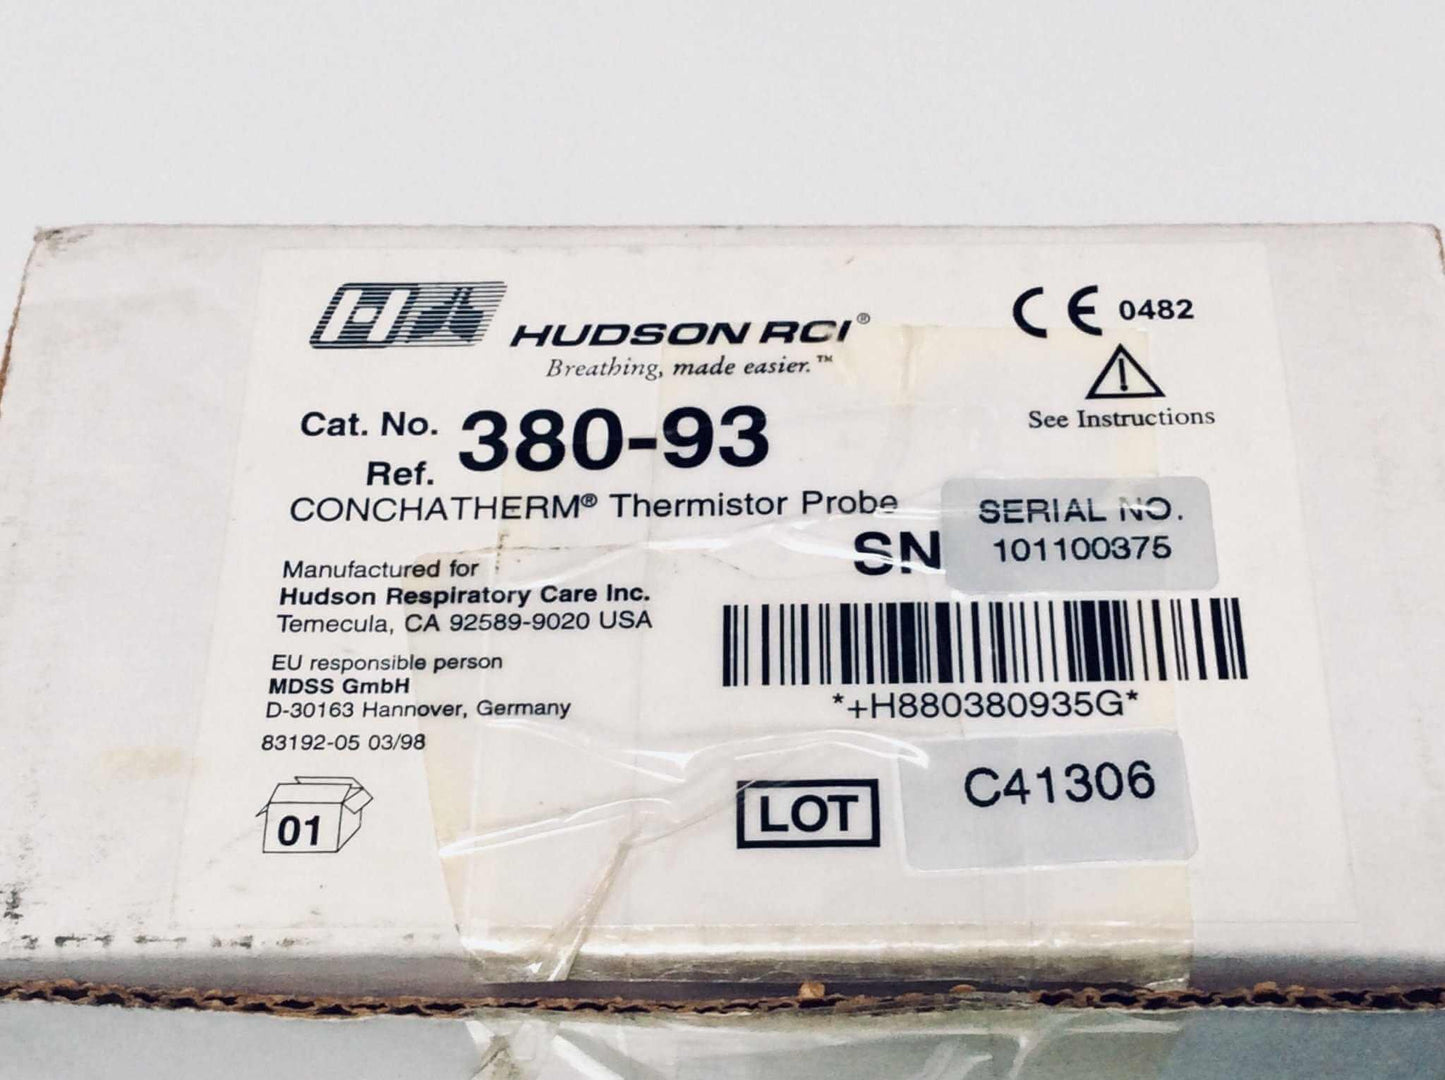 HUDSON RCI®
Breathing, made easier.™
CE 0482
See Instructions
Cat. No. 380-93
Ref.
CONCHATHERM® Thermistor Probe
SN SERIAL NO.
101100375
Manufactured for
Hudson Respiratory Care Inc.
Temecula, CA 92589-9020 USA
EU responsible person
MDSS GmbH
D-30163 Hannover, Germany
83192-05 03/98
*+H880380935G*
01
LOT C41306